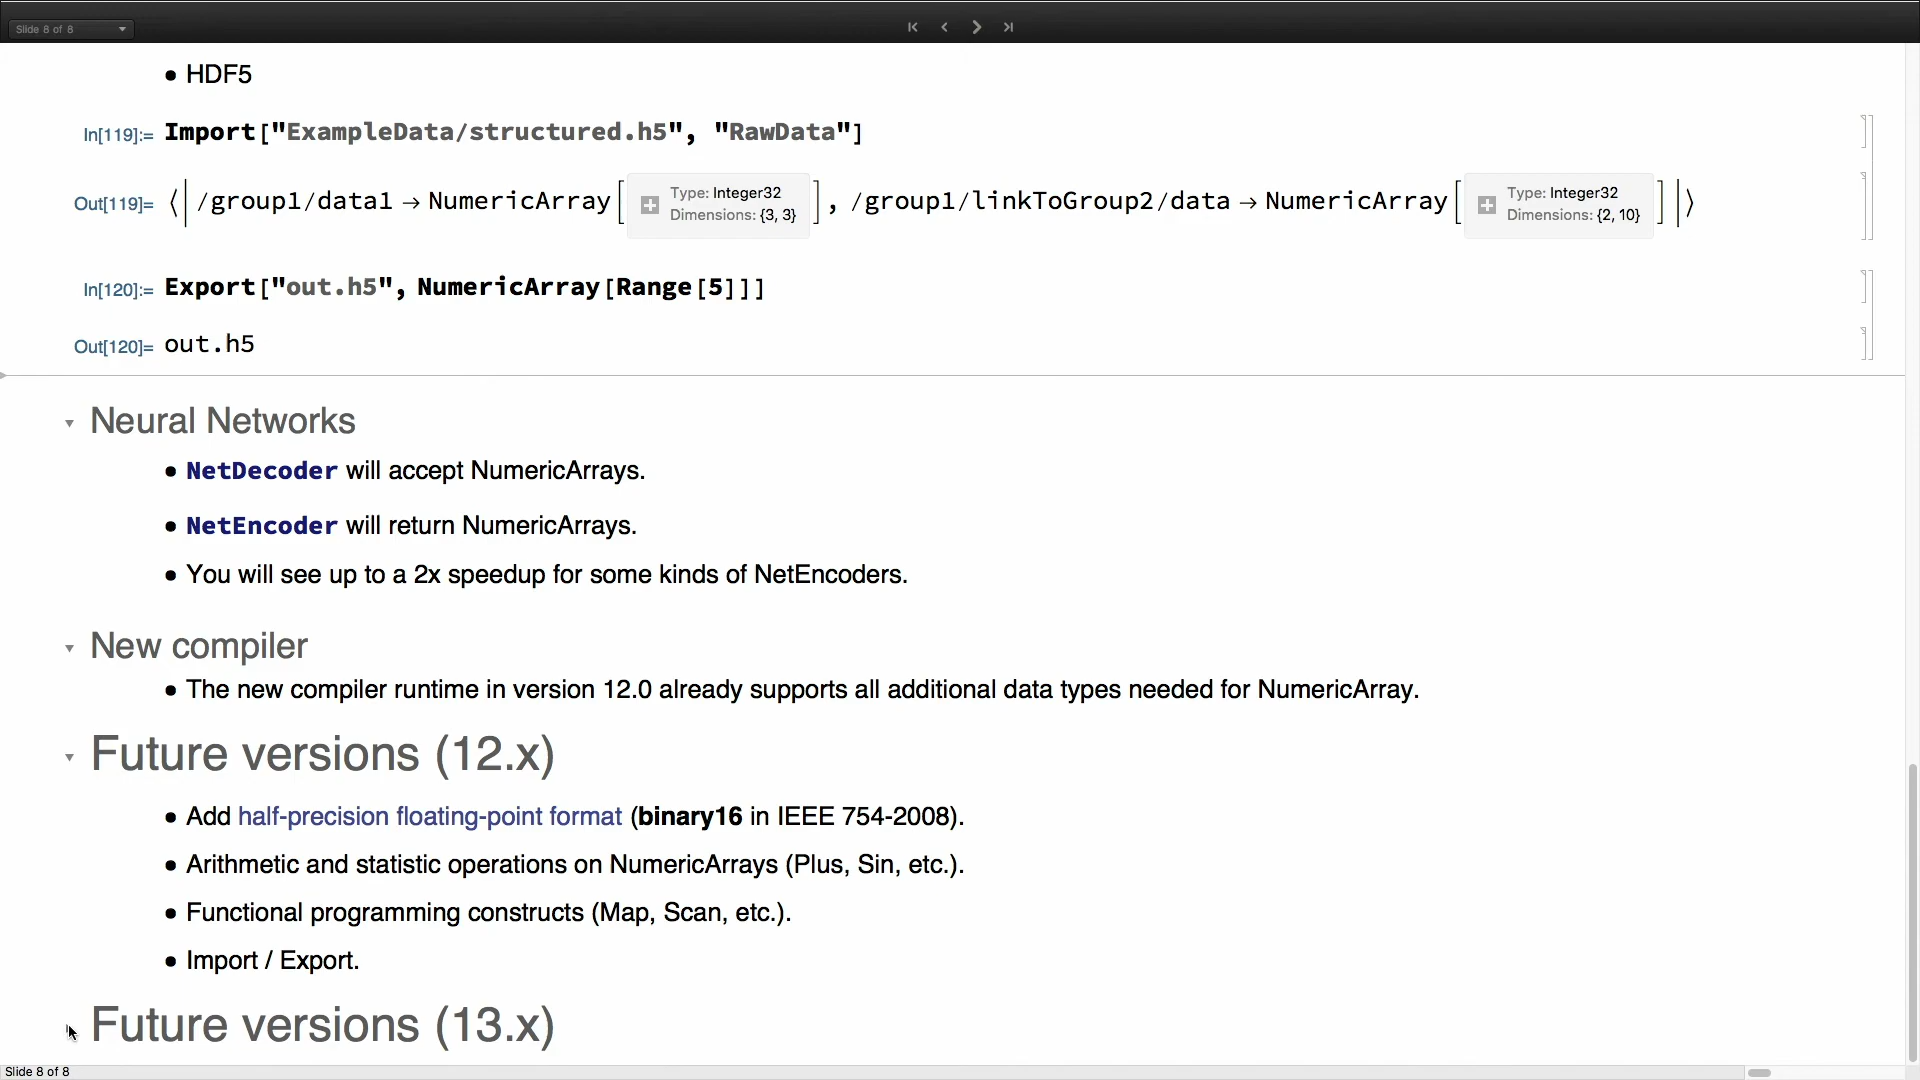 Slide 8 of 8
• HDF5
In[119]:= Import["ExampleData/structured.h5", "RawData"]
Out[119]= ⟨| /group1/data1 → NumericArray[ Type: Integer32 Dimensions: {3, 3} ], /group1/linkToGroup2/data → NumericArray[ Type: Integer32 Dimensions: {2, 10} ] |⟩
In[120]:= Export["out.h5", NumericArray[Range[5]]]
Out[120]= out.h5
Neural Networks
• NetDecoder will accept NumericArrays.
• NetEncoder will return NumericArrays.
• You will see up to a 2x speedup for some kinds of NetEncoders.
New compiler
• The new compiler runtime in version 12.0 already supports all additional data types needed for NumericArray.
Future versions (12.x)
• Add half-precision floating-point format (binary16 in IEEE 754-2008).
• Arithmetic and statistic operations on NumericArrays (Plus, Sin, etc.).
• Functional programming constructs (Map, Scan, etc.).
• Import / Export.
Future versions (13.x)
Slide 8 of 8